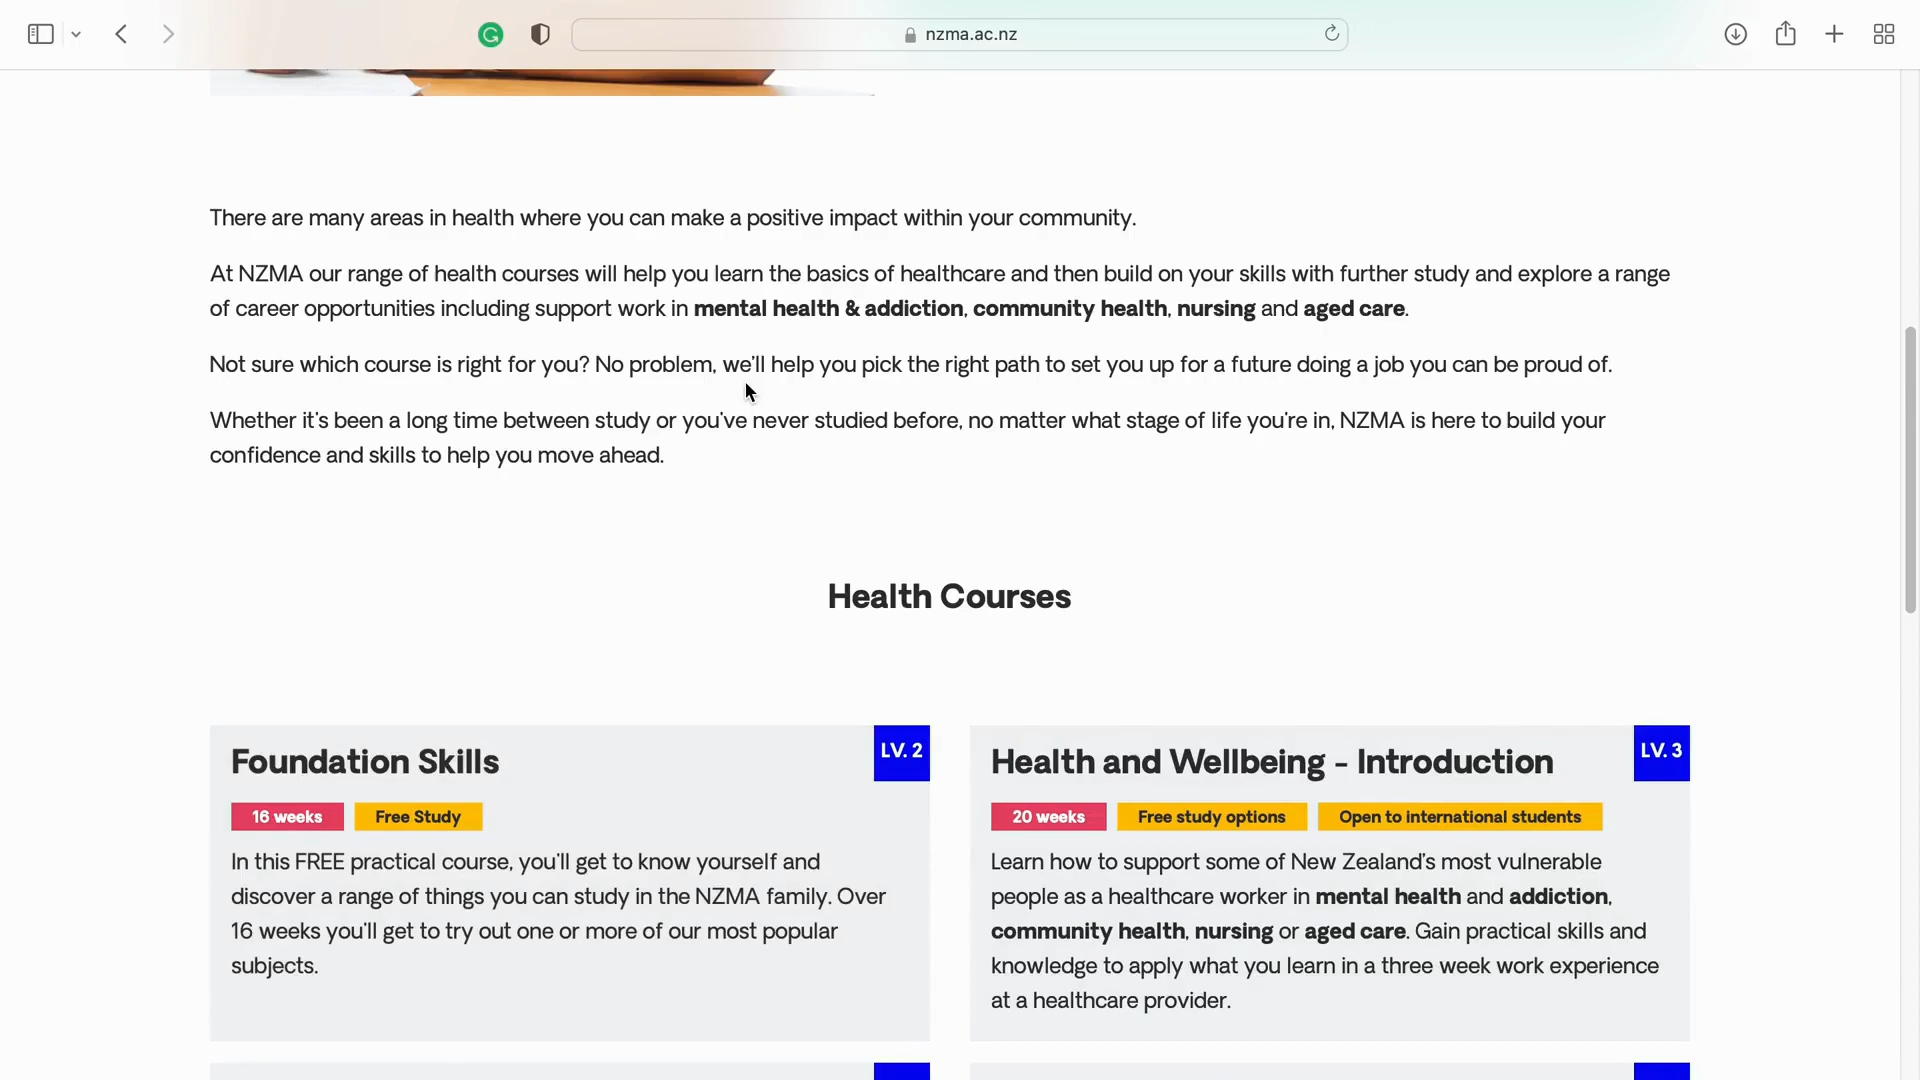 nzma.ac.nz
There are many areas in health where you can make a positive impact within your community.
At NZMA our range of health courses will help you learn the basics of healthcare and then build on your skills with further study and explore a range
of career opportunities including support work in mental health & addiction, community health, nursing and aged care.
Not sure which course is right for you? No problem, we'll help you pick the right path to set you up for a future doing a job you can be proud of.
Whether it's been a long time between study or you've never studied before, no matter what stage of life you're in, NZMA is here to build your
confidence and skills to help you move ahead.
Health Courses
Foundation Skills
LV. 2
16 weeks
Free Study
In this FREE practical course, you'll get to know yourself and
discover a range of things you can study in the NZMA family. Over
16 weeks you'll get to try out one or more of our most popular
subjects.
Health and Wellbeing - Introduction
LV. 3
20 weeks
Free study options
Open to international students
Learn how to support some of New Zealand's most vulnerable
people as a healthcare worker in mental health and addiction,
community health, nursing or aged care. Gain practical skills and
knowledge to apply what you learn in a three week work experience
at a healthcare provider.